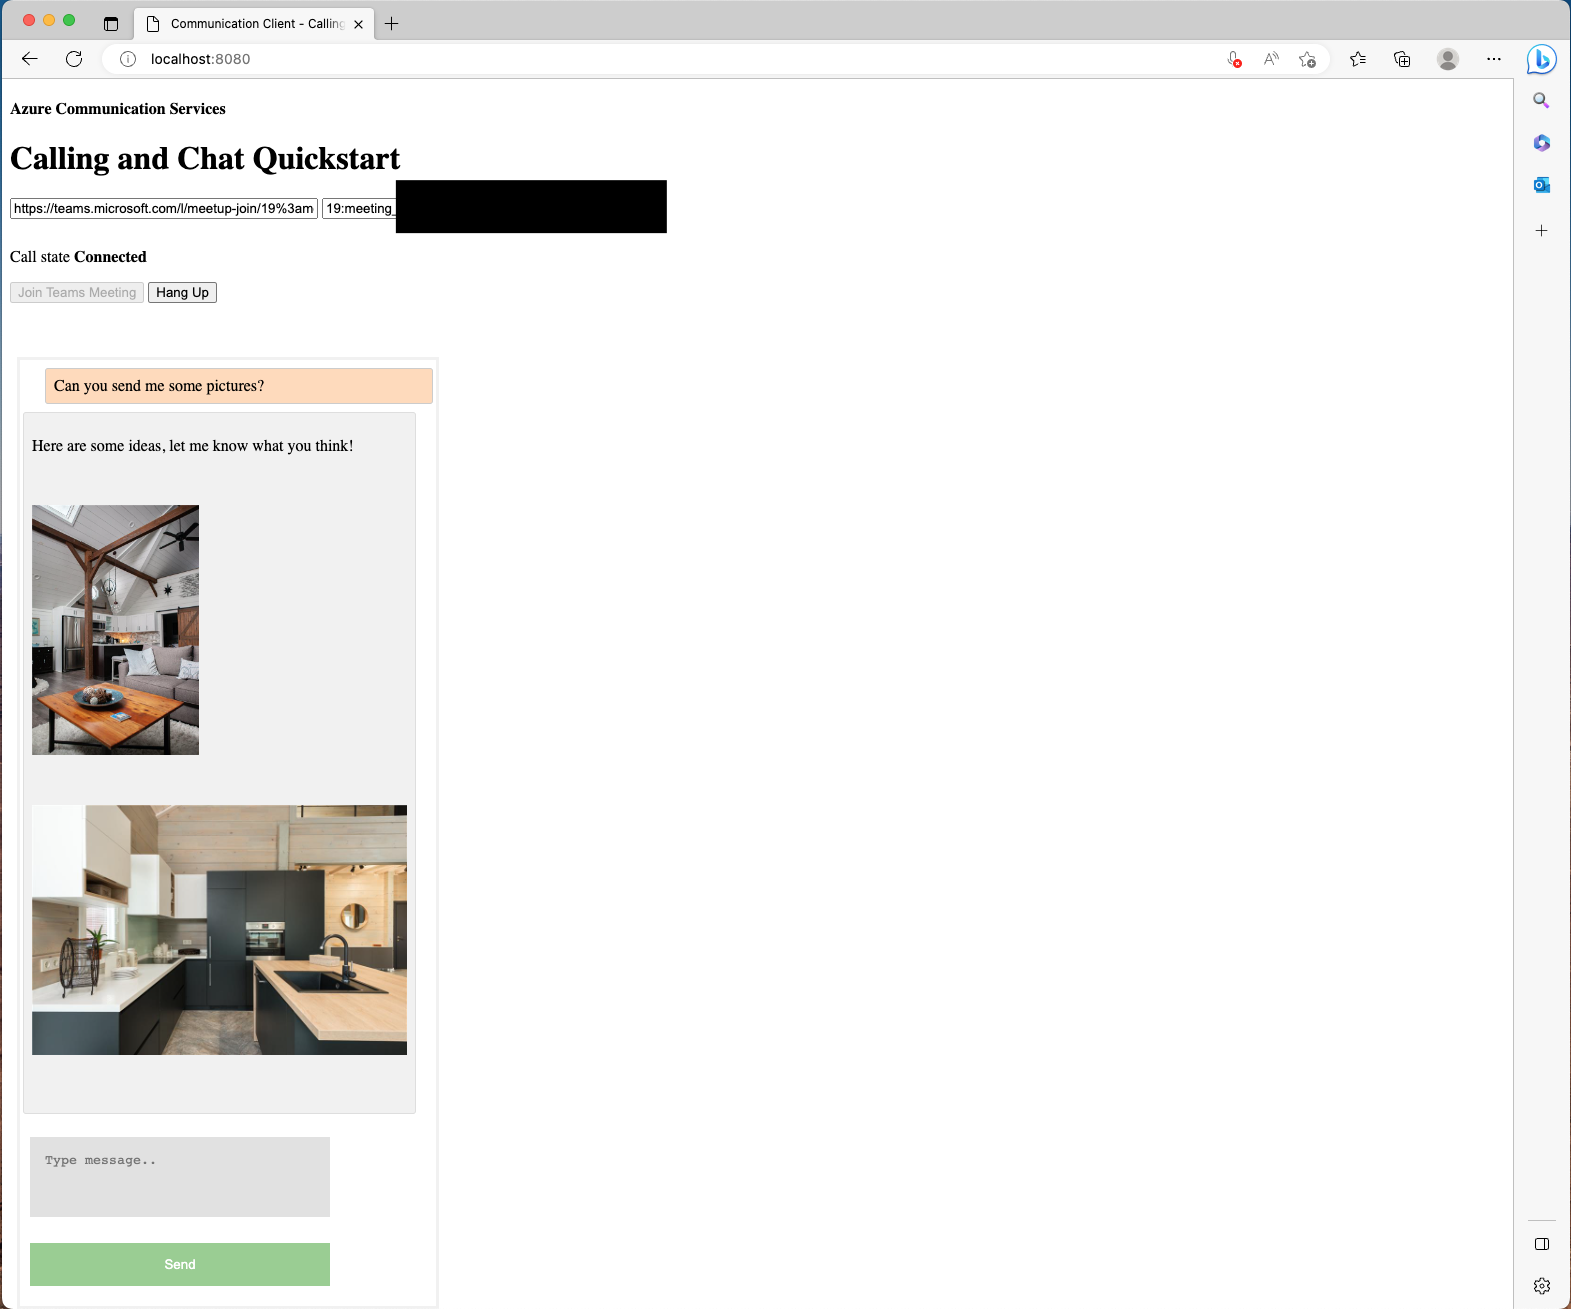 Communication Client - Calling
localhost:8080
Azure Communication Services
Calling and Chat Quickstart
https://teams.microsoft.com/l/meetup-join/19%3am 19:meeting_
Call state Connected
Join Teams Meeting Hang Up
Can you send me some pictures?
Here are some ideas, let me know what you think!
Type message..
Send